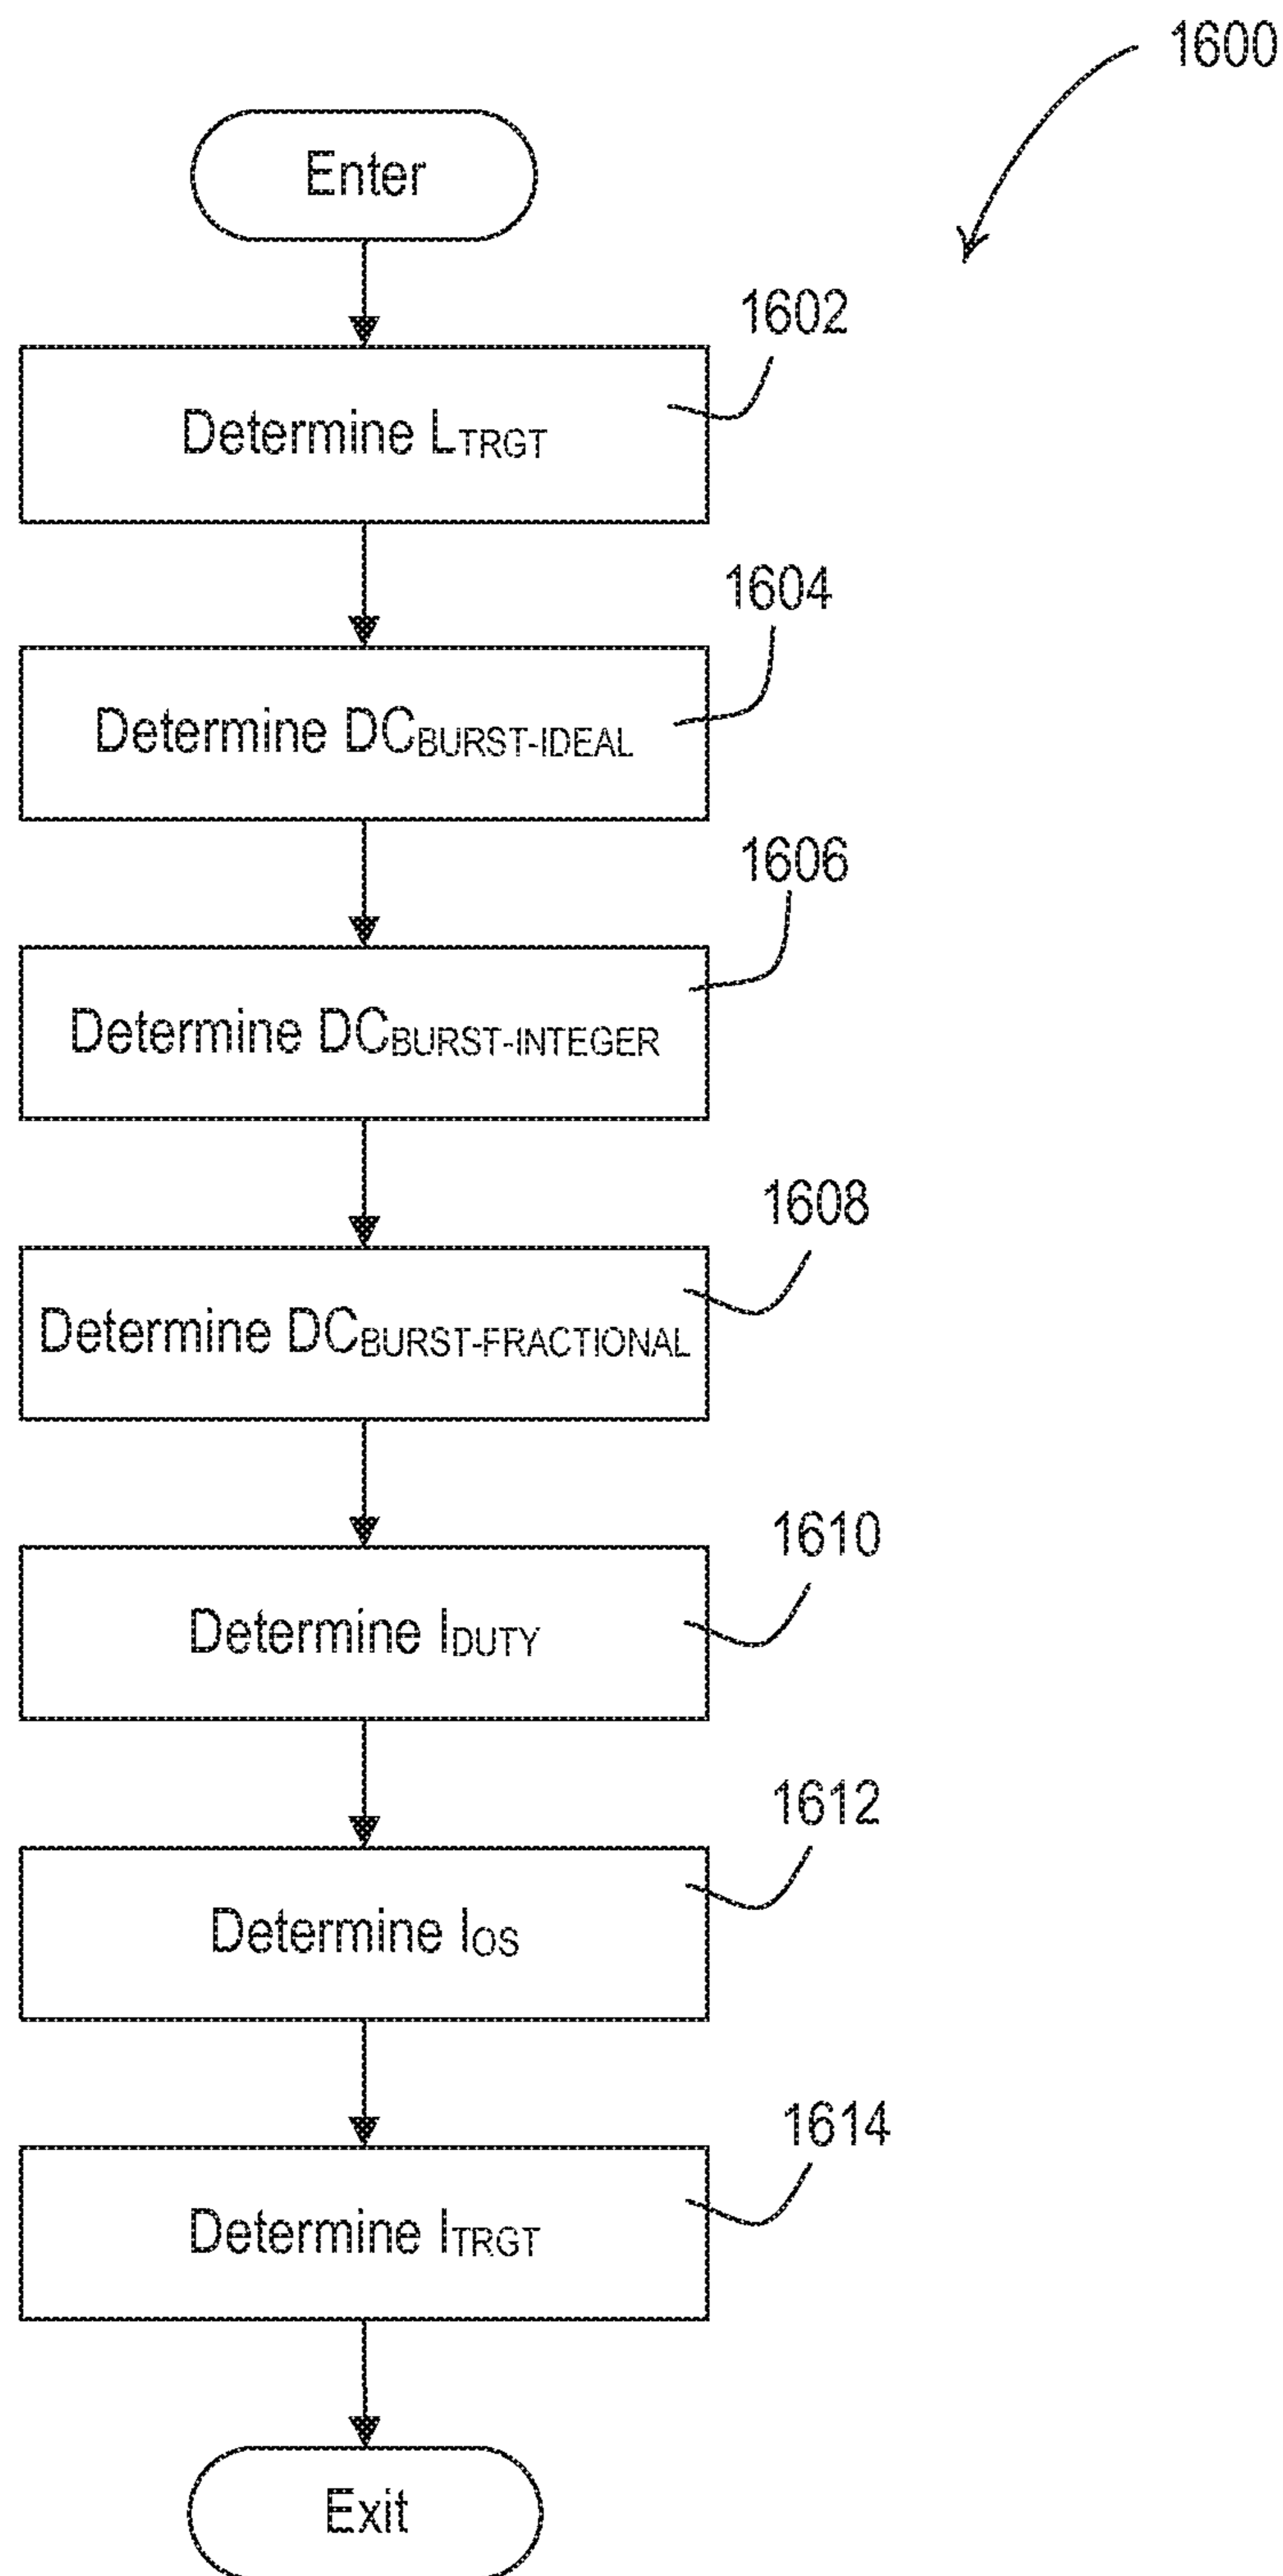 1600
Enter
1602
Determine LTRGT
1604
Determine DCBURST-IDEAL
1606
Determine DCBURST-INTEGER
1608
Determine DCBURST-FRACTIONAL
1610
Determine IDUTY
1612
Determine IOS
1614
Determine ITRGT
Exit